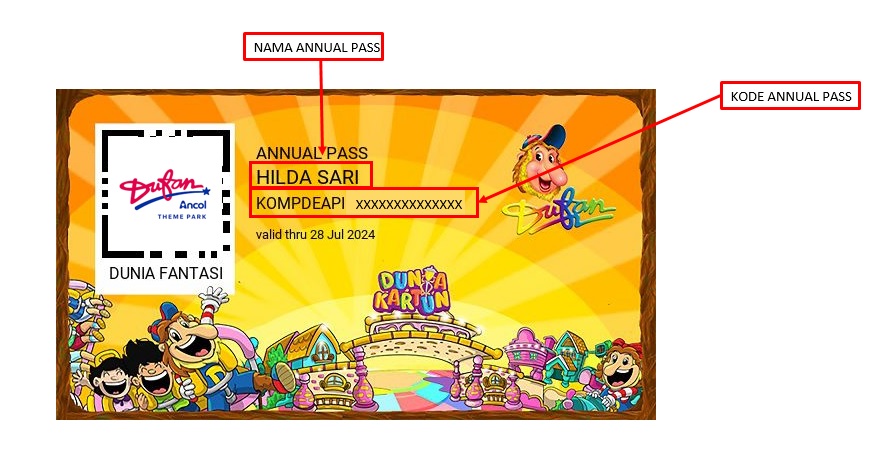 NAMA ANNUAL PASS
KODE ANNUAL PASS
ANNUAL PASS
HILDA SARI
KOMPDEAPI xxxxxxxxxxxxxx
valid thru 28 Jul 2024
Dufan
Ancol
THEME PARK
DUNIA FANTASI
Dufan
DUNIA
KARTUN